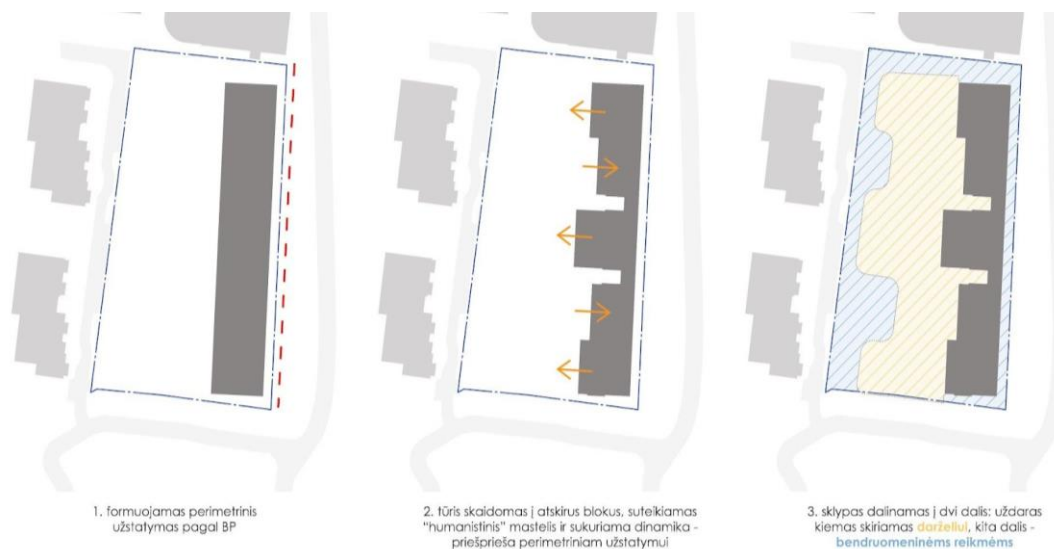 1. formuojamas perimetrinis
užstatymas pagal BP
2. tūris skaidomas į atskirus blokus, suteikiamas
"humanistinis" mastelis ir sukuriama dinamika -
priešprieša perimetriniam užstatymui
3. sklypas dalinamas į dvi dalis: uždaras
kiemas skiriamas darželiui, kita dalis -
bendruomeninėms reikmėms